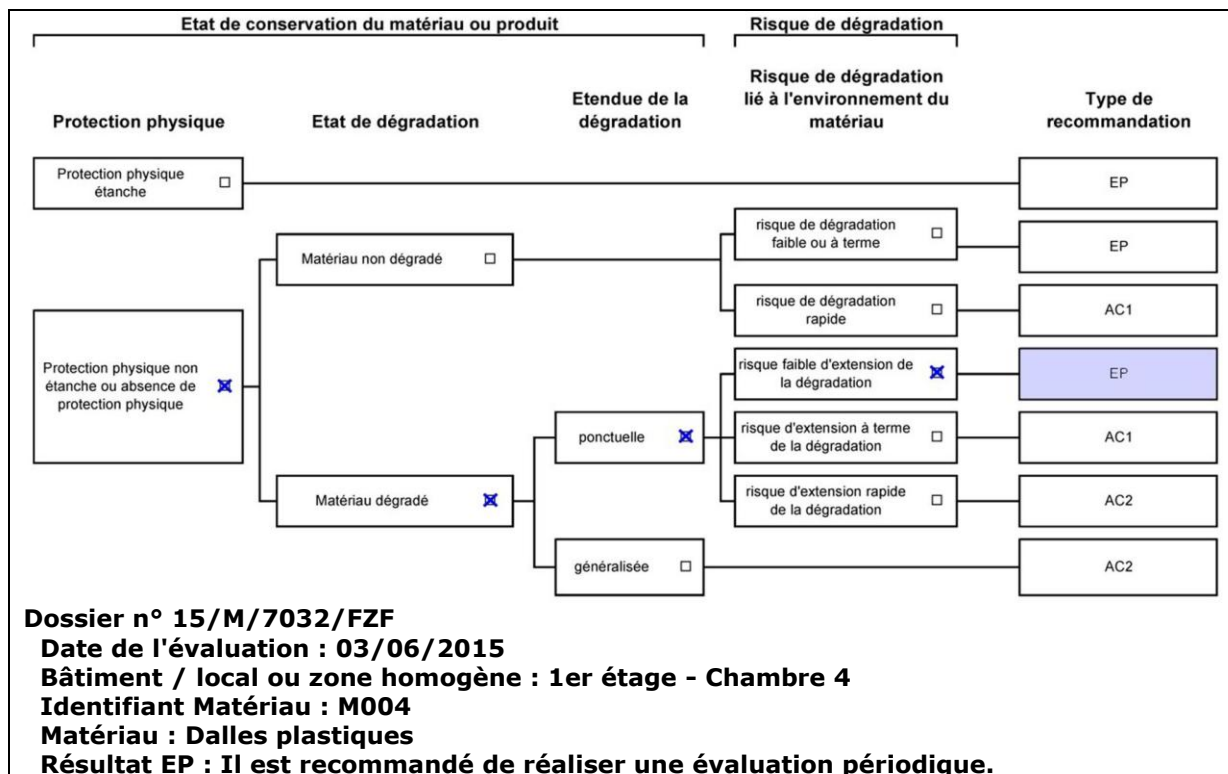 Etat de conservation du matériau ou produit
Risque de dégradation
Protection physique
Etat de dégradation
Etendue de la
dégradation
Risque de dégradation
lié à l'environnement du
matériau
Type de
recommandation
Protection physique
étanche
EP
Matériau non dégradé
risque de dégradation
faible ou à terme
EP
risque de dégradation
rapide
AC1
Protection physique non
étanche ou absence de
protection physique
risque faible d'extension de
la dégradation
EP
ponctuelle
risque d'extension à terme
de la dégradation
AC1
Matériau dégradé
risque d'extension rapide
de la dégradation
AC2
généralisée
AC2
Dossier n° 15/M/7032/FZF
Date de l'évaluation : 03/06/2015
Bâtiment / local ou zone homogène : 1er étage - Chambre 4
Identifiant Matériau : M004
Matériau : Dalles plastiques
Résultat EP : Il est recommandé de réaliser une évaluation périodique.